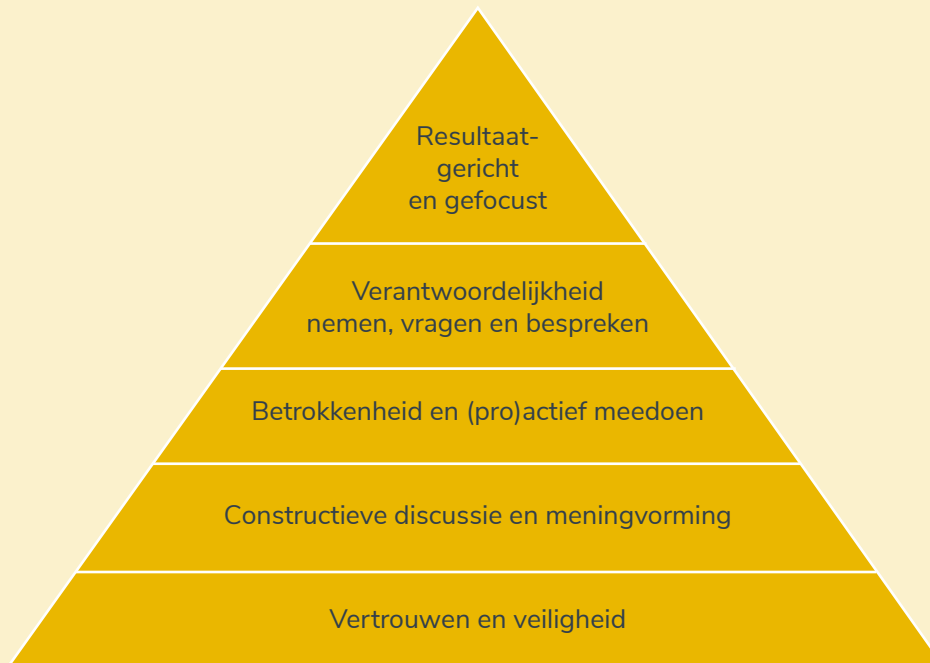 Resultaat-
gericht
en gefocust
Verantwoordelijkheid
nemen, vragen en bespreken
Betrokkenheid en (pro)actief meedoen
Constructieve discussie en meningvorming
Vertrouwen en veiligheid